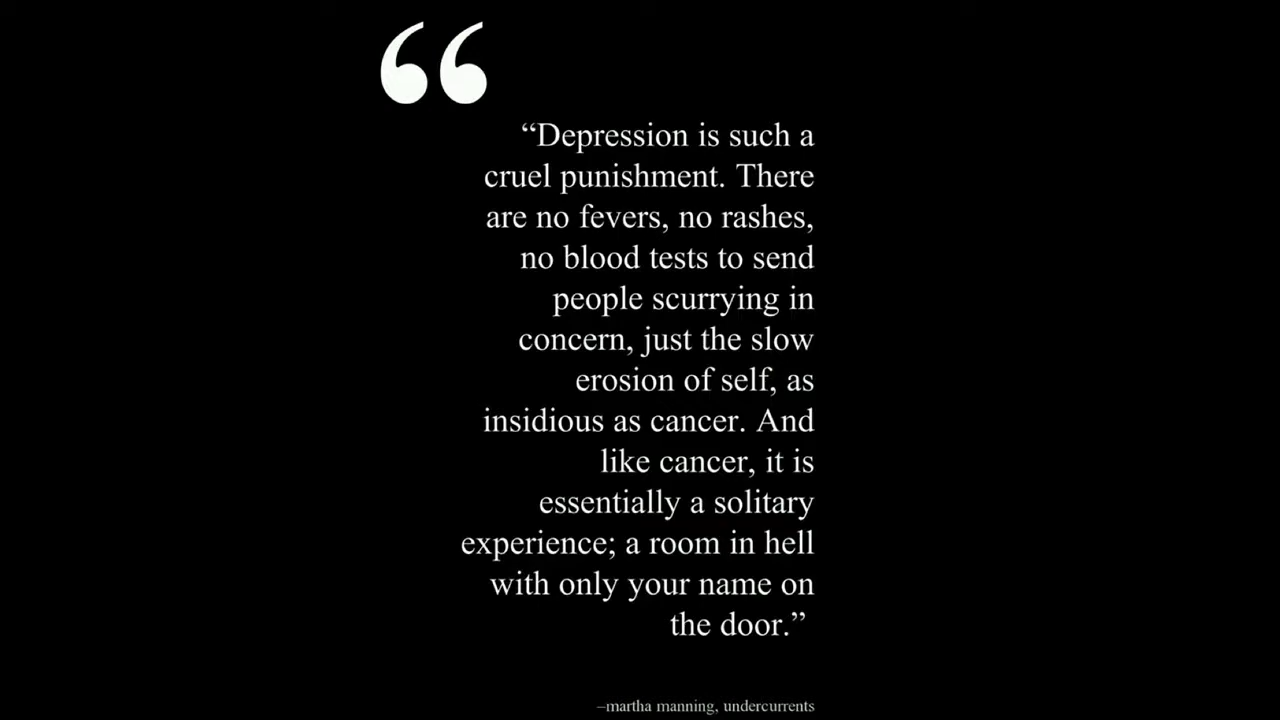 “
“Depression is such a
cruel punishment. There
are no fevers, no rashes,
no blood tests to send
people scurrying in
concern, just the slow
erosion of self, as
insidious as cancer. And
like cancer, it is
essentially a solitary
experience; a room in hell
with only your name on
the door.”
–martha manning, undercurrents